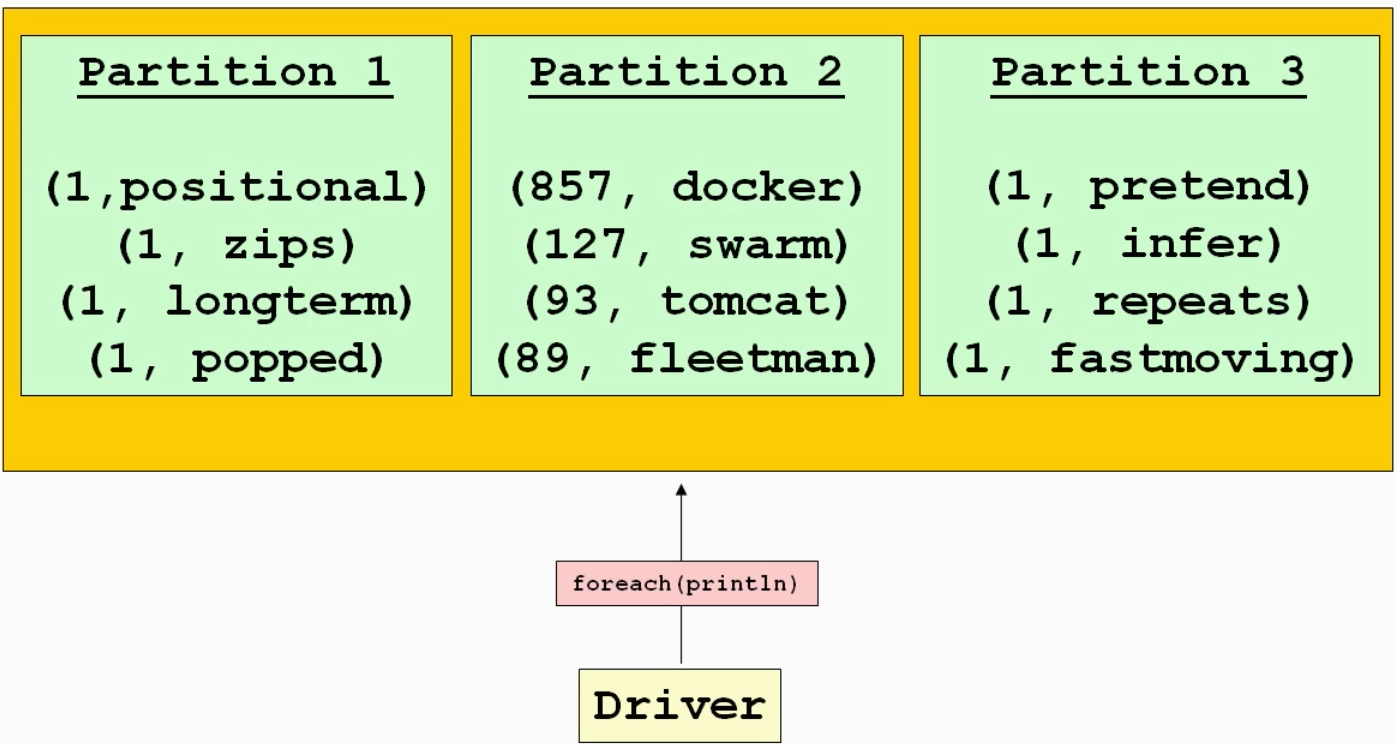 Partition 1
(1,positional)
(1, zips)
(1, longterm)
(1, popped)
Partition 2
(857, docker)
(127, swarm)
(93, tomcat)
(89, fleetman)
Partition 3
(1, pretend)
(1, infer)
(1, repeats)
(1, fastmoving)
foreach(println)
Driver